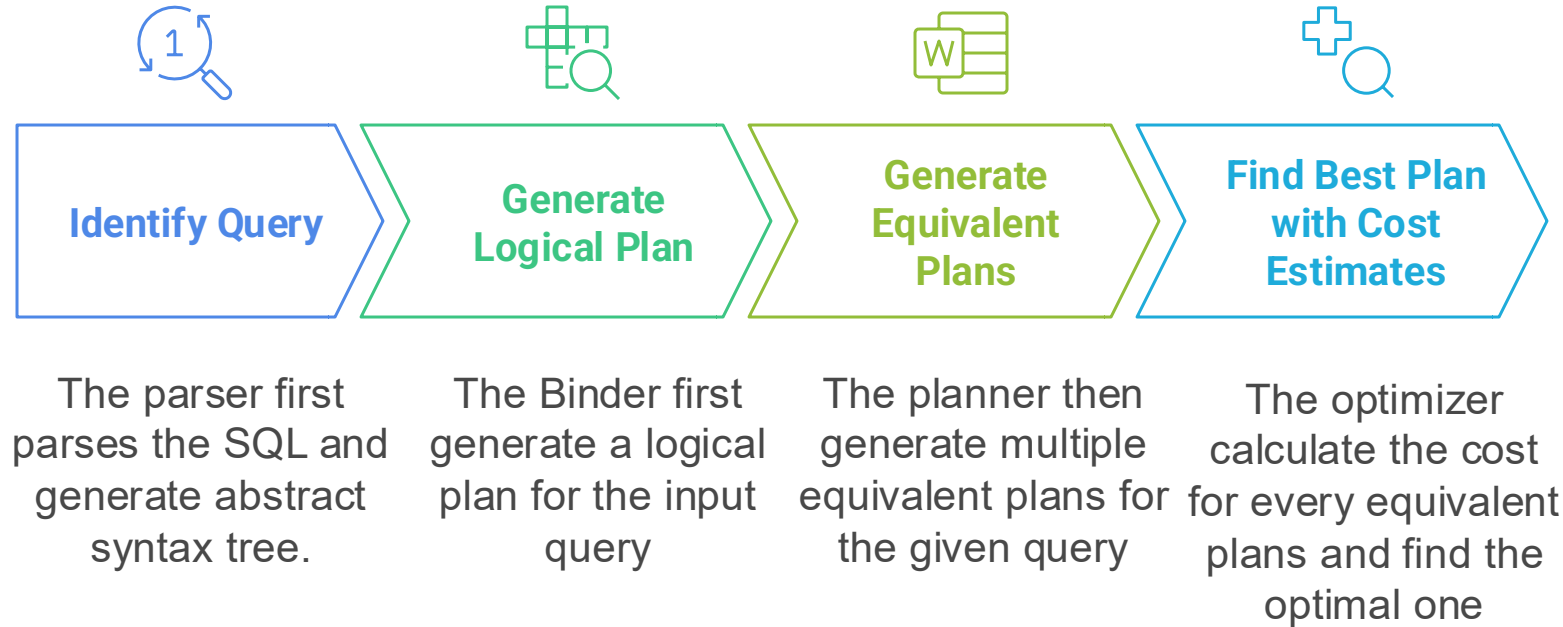 1
W
Identify Query
Generate
Logical Plan
Generate
Equivalent
Plans
Find Best Plan
with Cost
Estimates
The parser first
parses the SQL and
generate abstract
syntax tree.
The Binder first
generate a logical
plan for the input
query
The planner then
generate multiple
equivalent plans for
the given query
The optimizer
calculate the cost
for every equivalent
plans and find the
optimal one